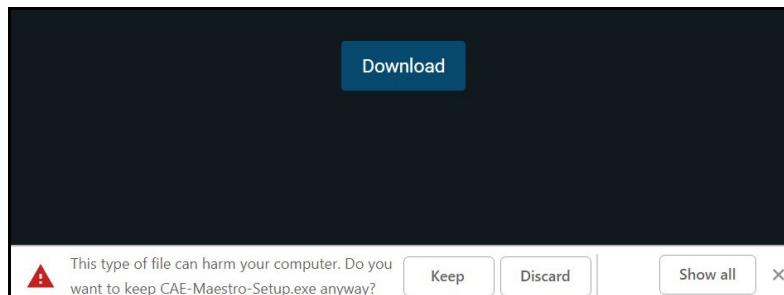 Download
This type of file can harm your computer. Do you
want to keep CAE-Maestro-Setup.exe anyway?
Keep
Discard
Show all